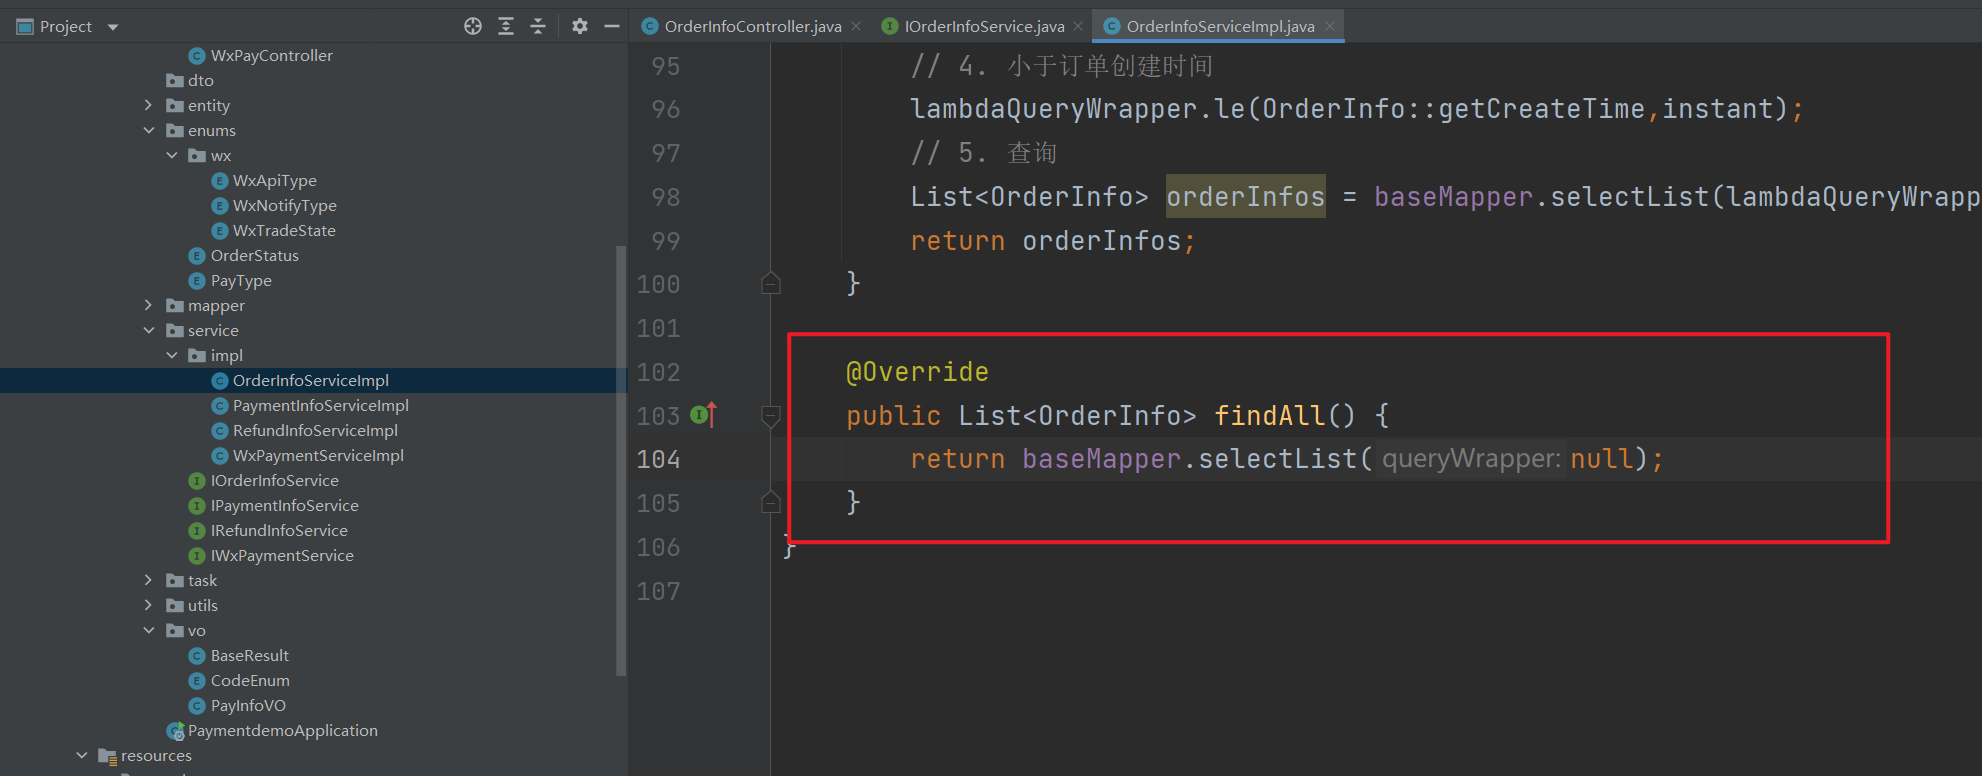 Project
WxPayController
dto
entity
enums
wx
WxApiType
WxNotifyType
WxTradeState
OrderStatus
PayType
mapper
service
impl
OrderInfoServiceImpl
PaymentInfoServiceImpl
RefundInfoServiceImpl
WxPaymentServiceImpl
IOrderInfoService
IPaymentInfoService
IRefundInfoService
IWxPaymentService
task
utils
vo
BaseResult
CodeEnum
PayInfoVO
PaymentdemoApplication
resources
OrderInfoController.java
IOrderInfoService.java
OrderInfoServiceImpl.java
95 // 4. 小于订单创建时间
96 lambdaQueryWrapper.le(OrderInfo::getCreateTime,instant);
97 // 5. 查询
98 List<OrderInfo> orderInfos = baseMapper.selectList(lambdaQueryWrapp
99 return orderInfos;
100 }
101
102 @Override
103 public List<OrderInfo> findAll() {
104 return baseMapper.selectList( queryWrapper: null);
105 }
106 }
107